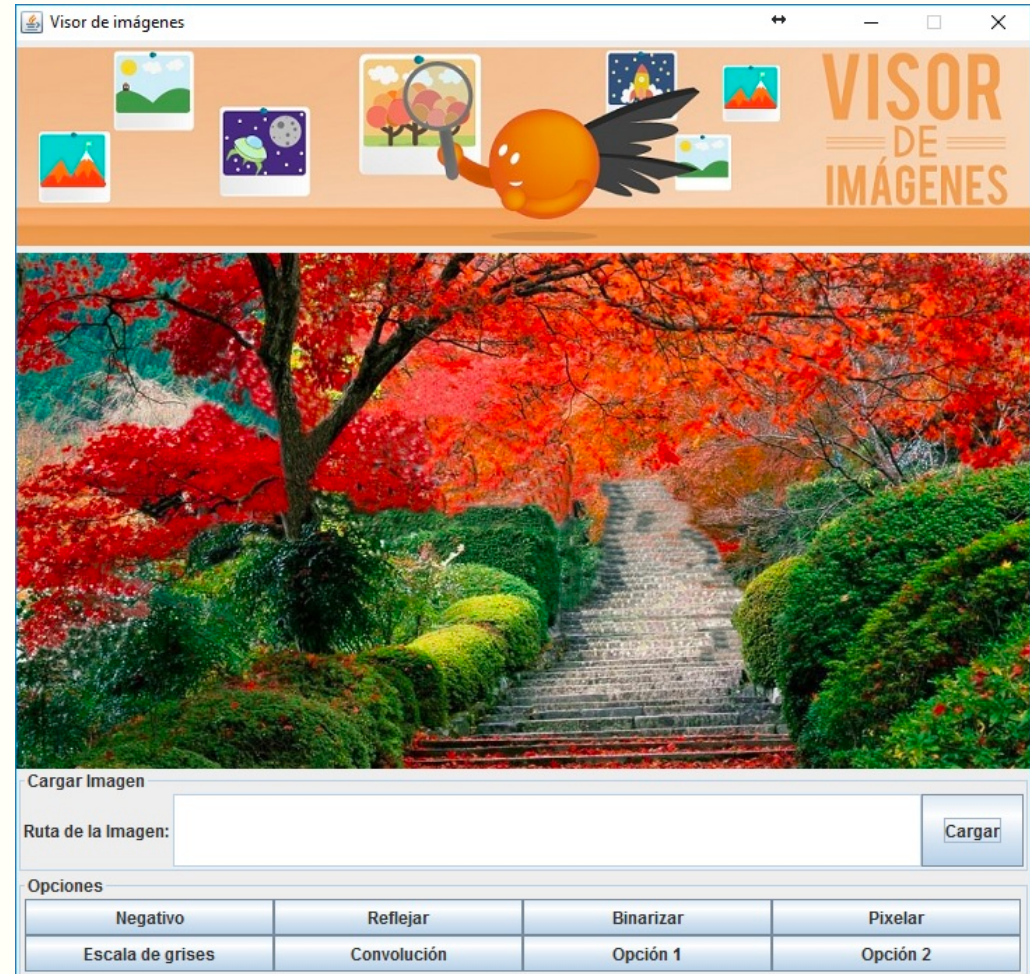 Visor de imágenes
VISOR
DE
IMÁGENES
Cargar Imagen
Ruta de la Imagen: Cargar
Opciones
Negativo Reflejar Binarizar Pixelar
Escala de grises Convolución Opción 1 Opción 2